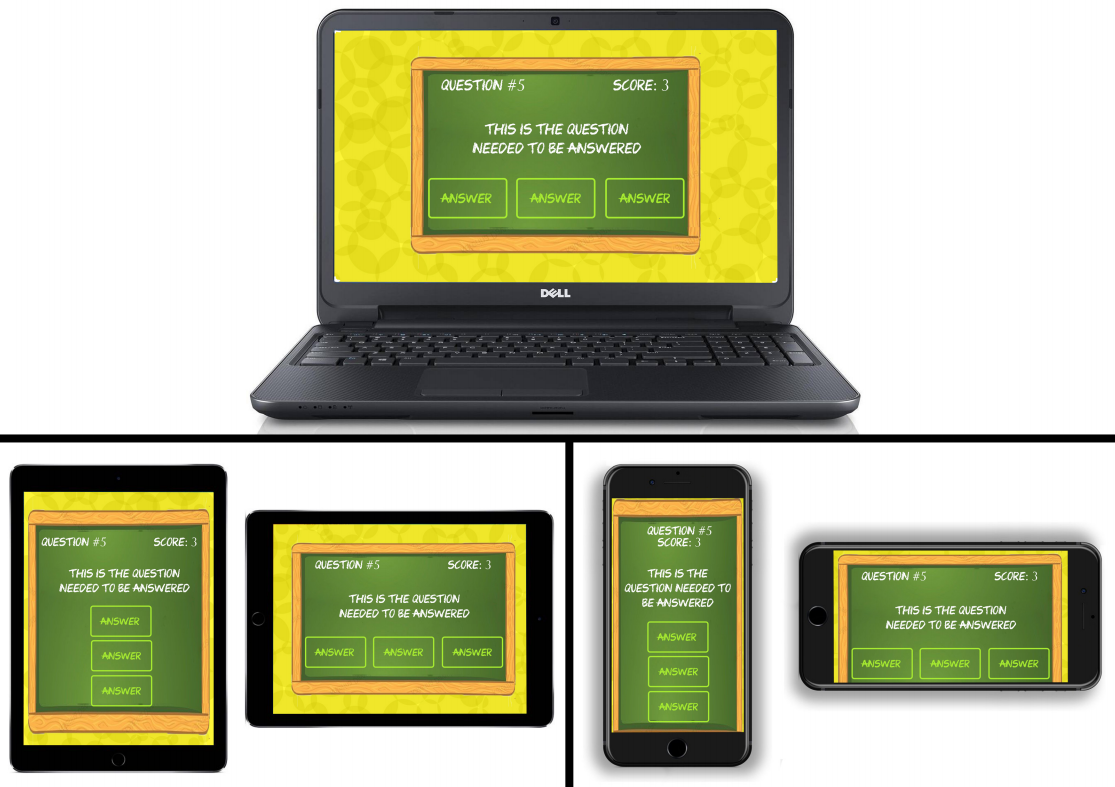 QUESTION #5 SCORE: 3
THIS IS THE QUESTION
NEEDED TO BE ANSWERED
ANSWER ANSWER ANSWER
DELL
QUESTION #5 SCORE: 3
THIS IS THE QUESTION
NEEDED TO BE ANSWERED
ANSWER
ANSWER
ANSWER
QUESTION #5 SCORE: 3
THIS IS THE QUESTION
NEEDED TO BE ANSWERED
ANSWER ANSWER ANSWER
QUESTION #5
SCORE: 3
THIS IS THE
QUESTION NEEDED TO
BE ANSWERED
ANSWER
ANSWER
ANSWER
QUESTION #5 SCORE: 3
THIS IS THE QUESTION
NEEDED TO BE ANSWERED
ANSWER ANSWER ANSWER